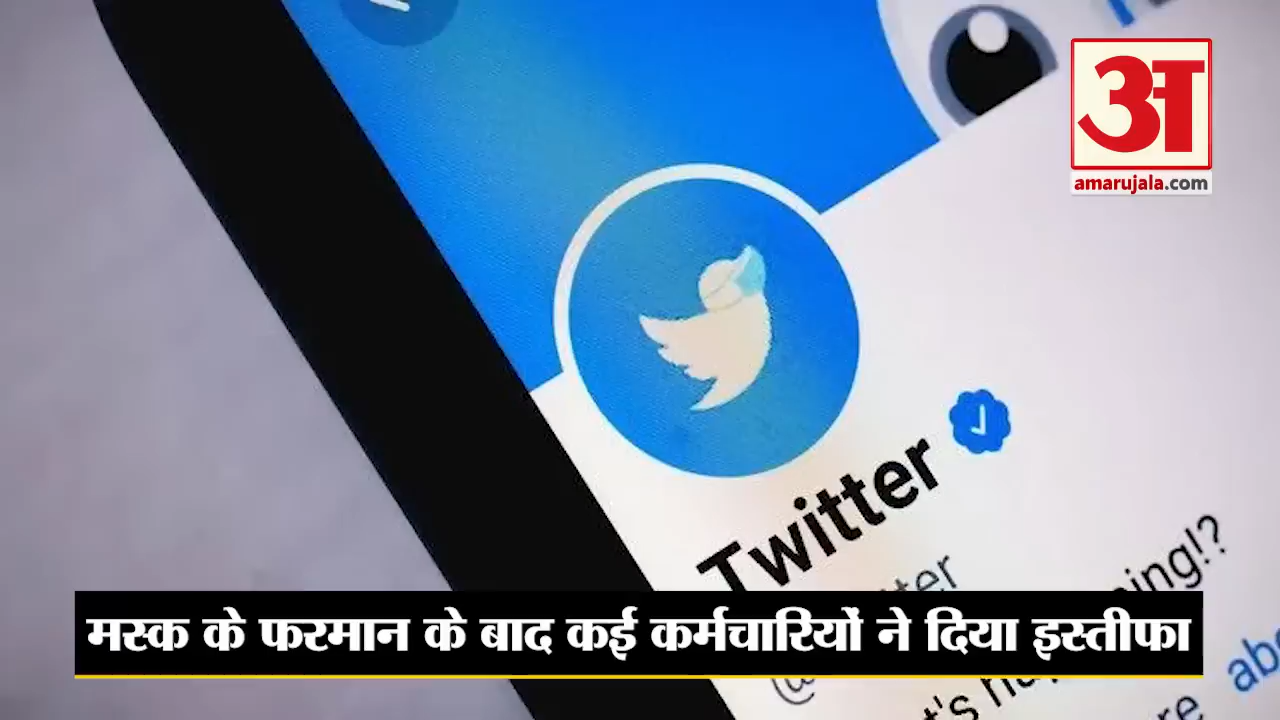 अ
amarujala.com
Twitter
मस्क के फरमान के बाद कई कर्मचारियों ने दिया इस्तीफा